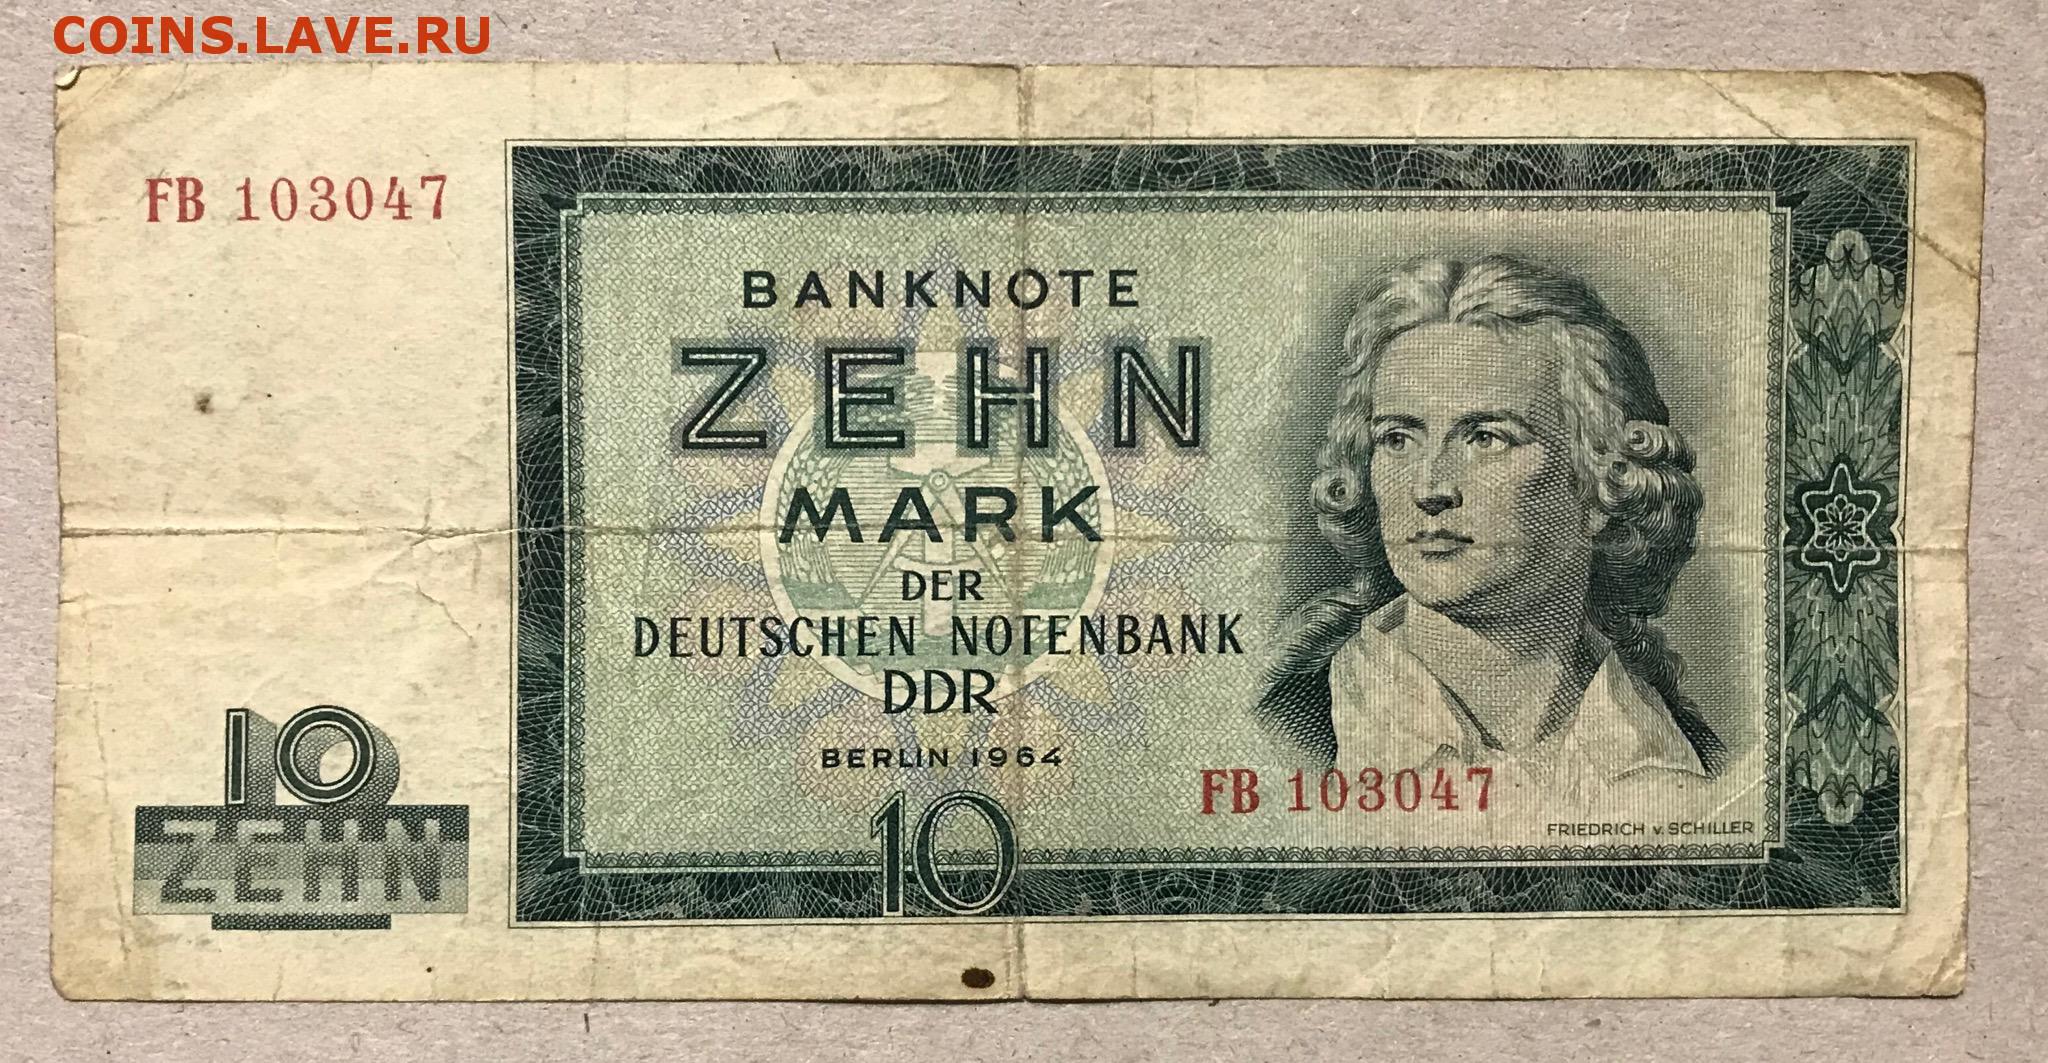 COINS.LAVE.RU
FB 103047
BANKNOTE
ZEHN
MARK
DER
DEUTSCHEN NOTENBANK
DDR
BERLIN 1964
10
FB 103047
FRIEDRICH v. SCHILLER
10
ZEHN